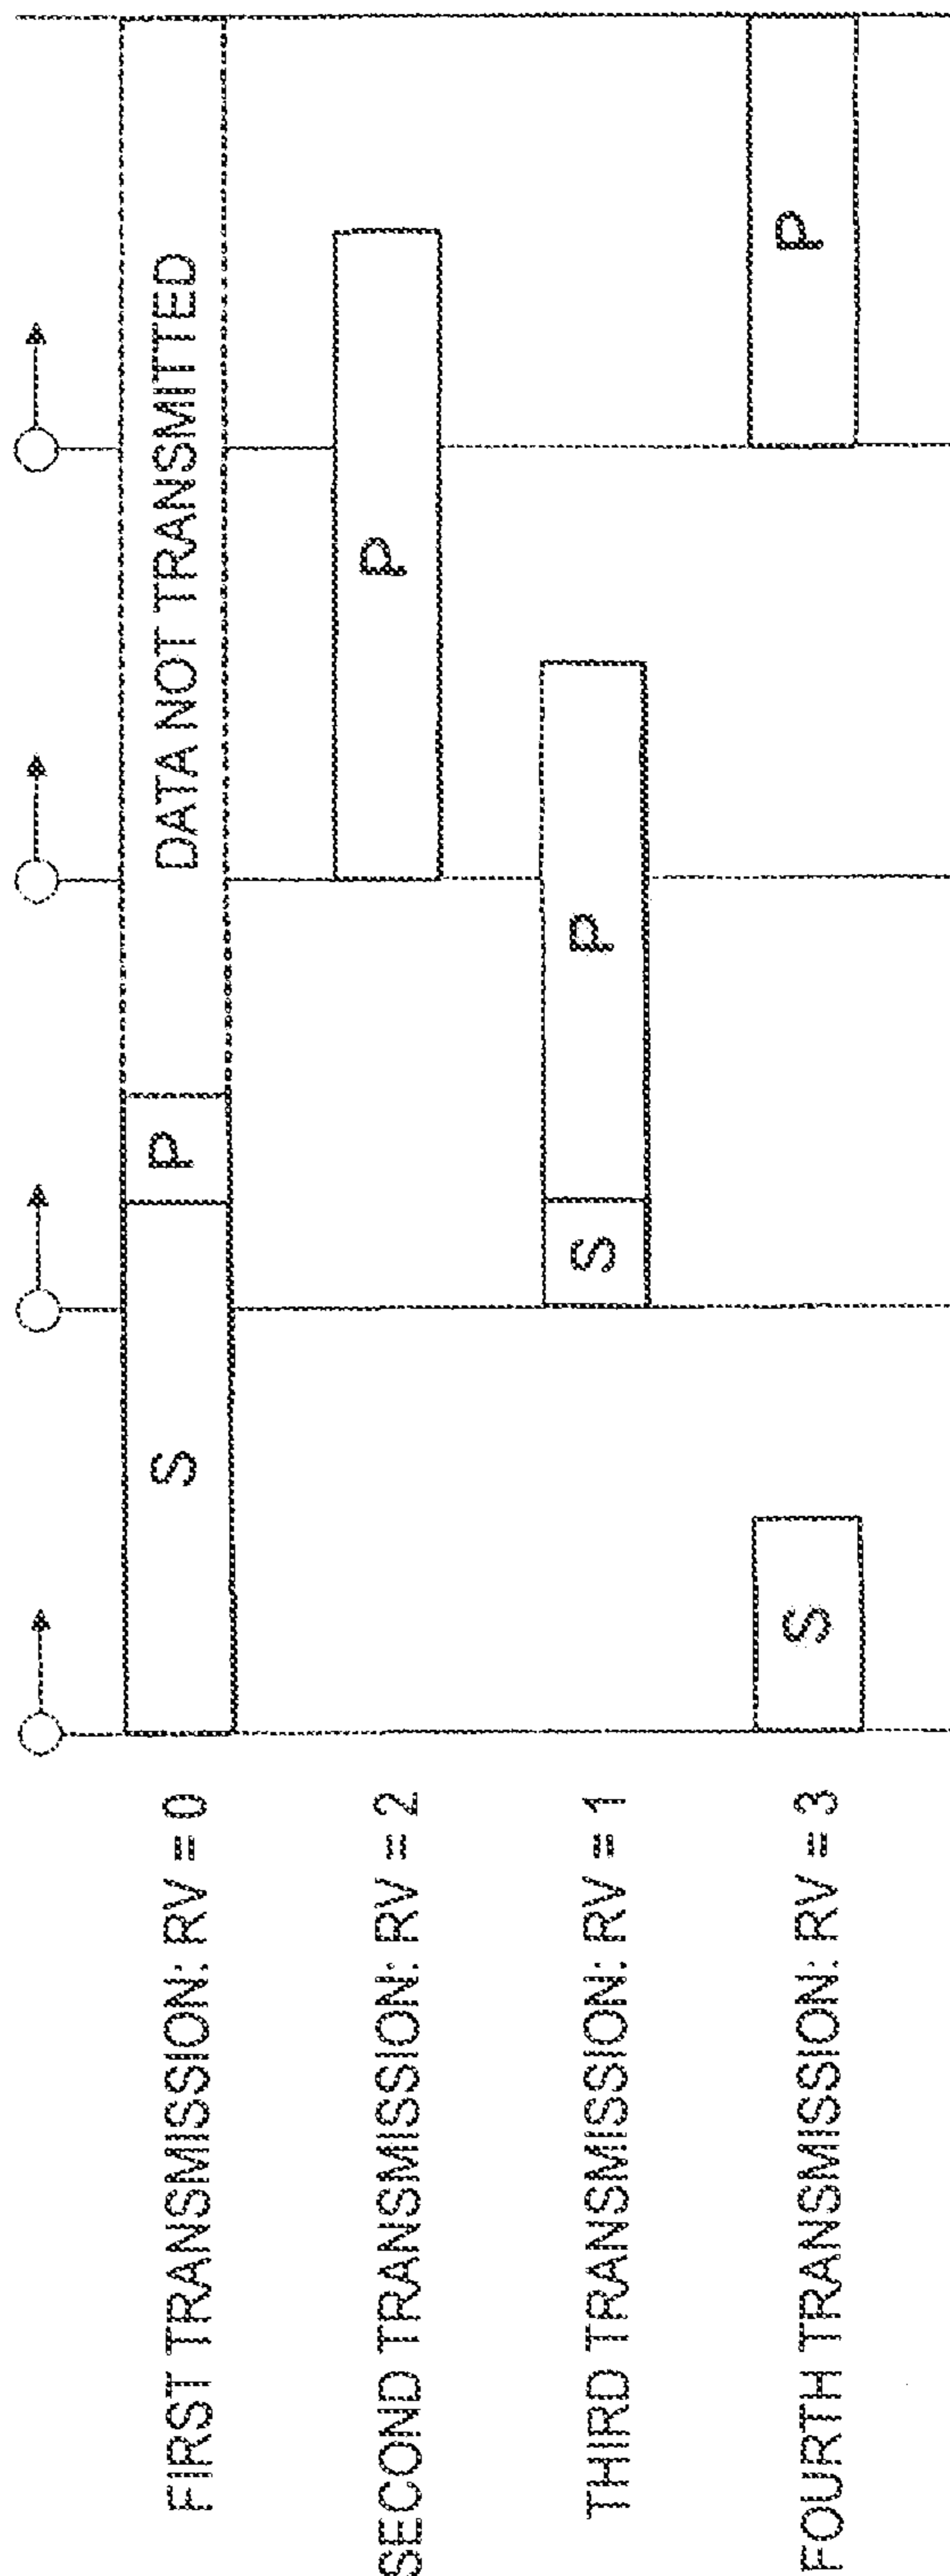 FIRST TRANSMISSION: RV = 0
S
P
DATA NOT TRANSMITTED
SECOND TRANSMISSION: RV = 2
P
THIRD TRANSMISSION: RV = 1
S
P
FOURTH TRANSMISSION: RV = 3
S
P